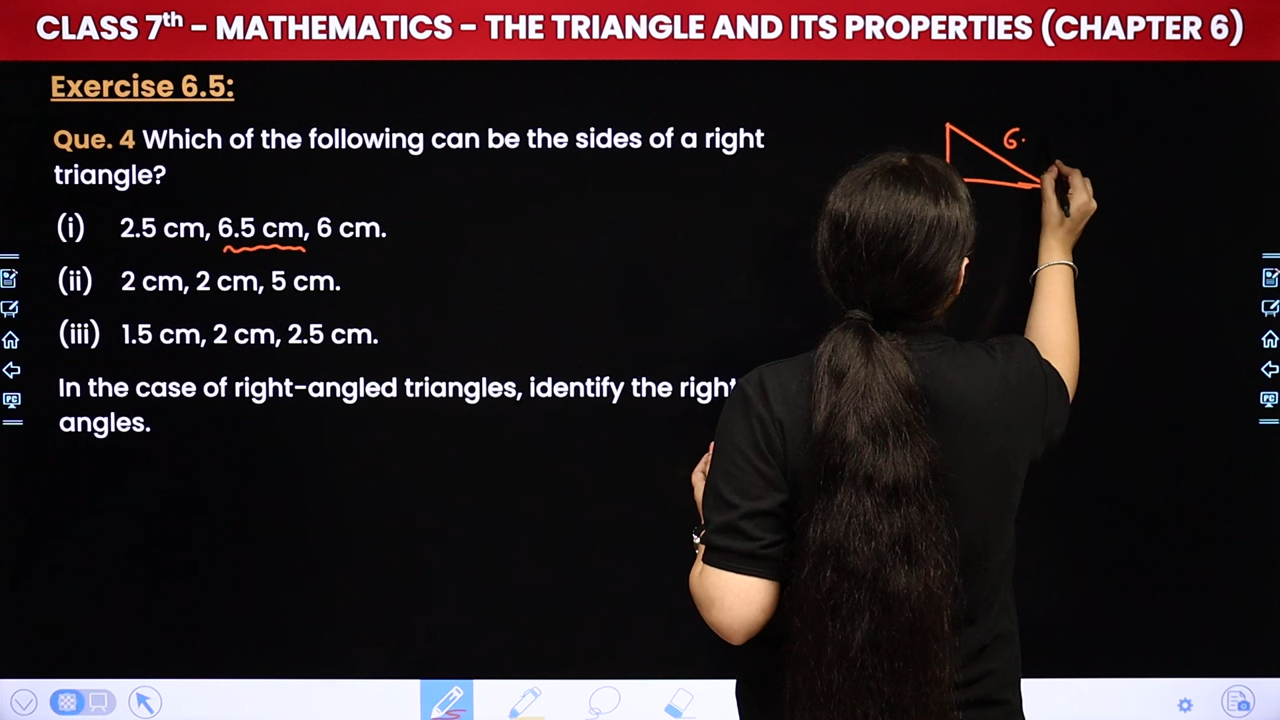 CLASS 7th - MATHEMATICS - THE TRIANGLE AND ITS PROPERTIES (CHAPTER 6)
Exercise 6.5:
Que. 4 Which of the following can be the sides of a right
triangle?
(i) 2.5 cm, 6.5 cm, 6 cm.
(ii) 2 cm, 2 cm, 5 cm.
(iii) 1.5 cm, 2 cm, 2.5 cm.
In the case of right-angled triangles, identify the right
angles.
6.
PC
PC